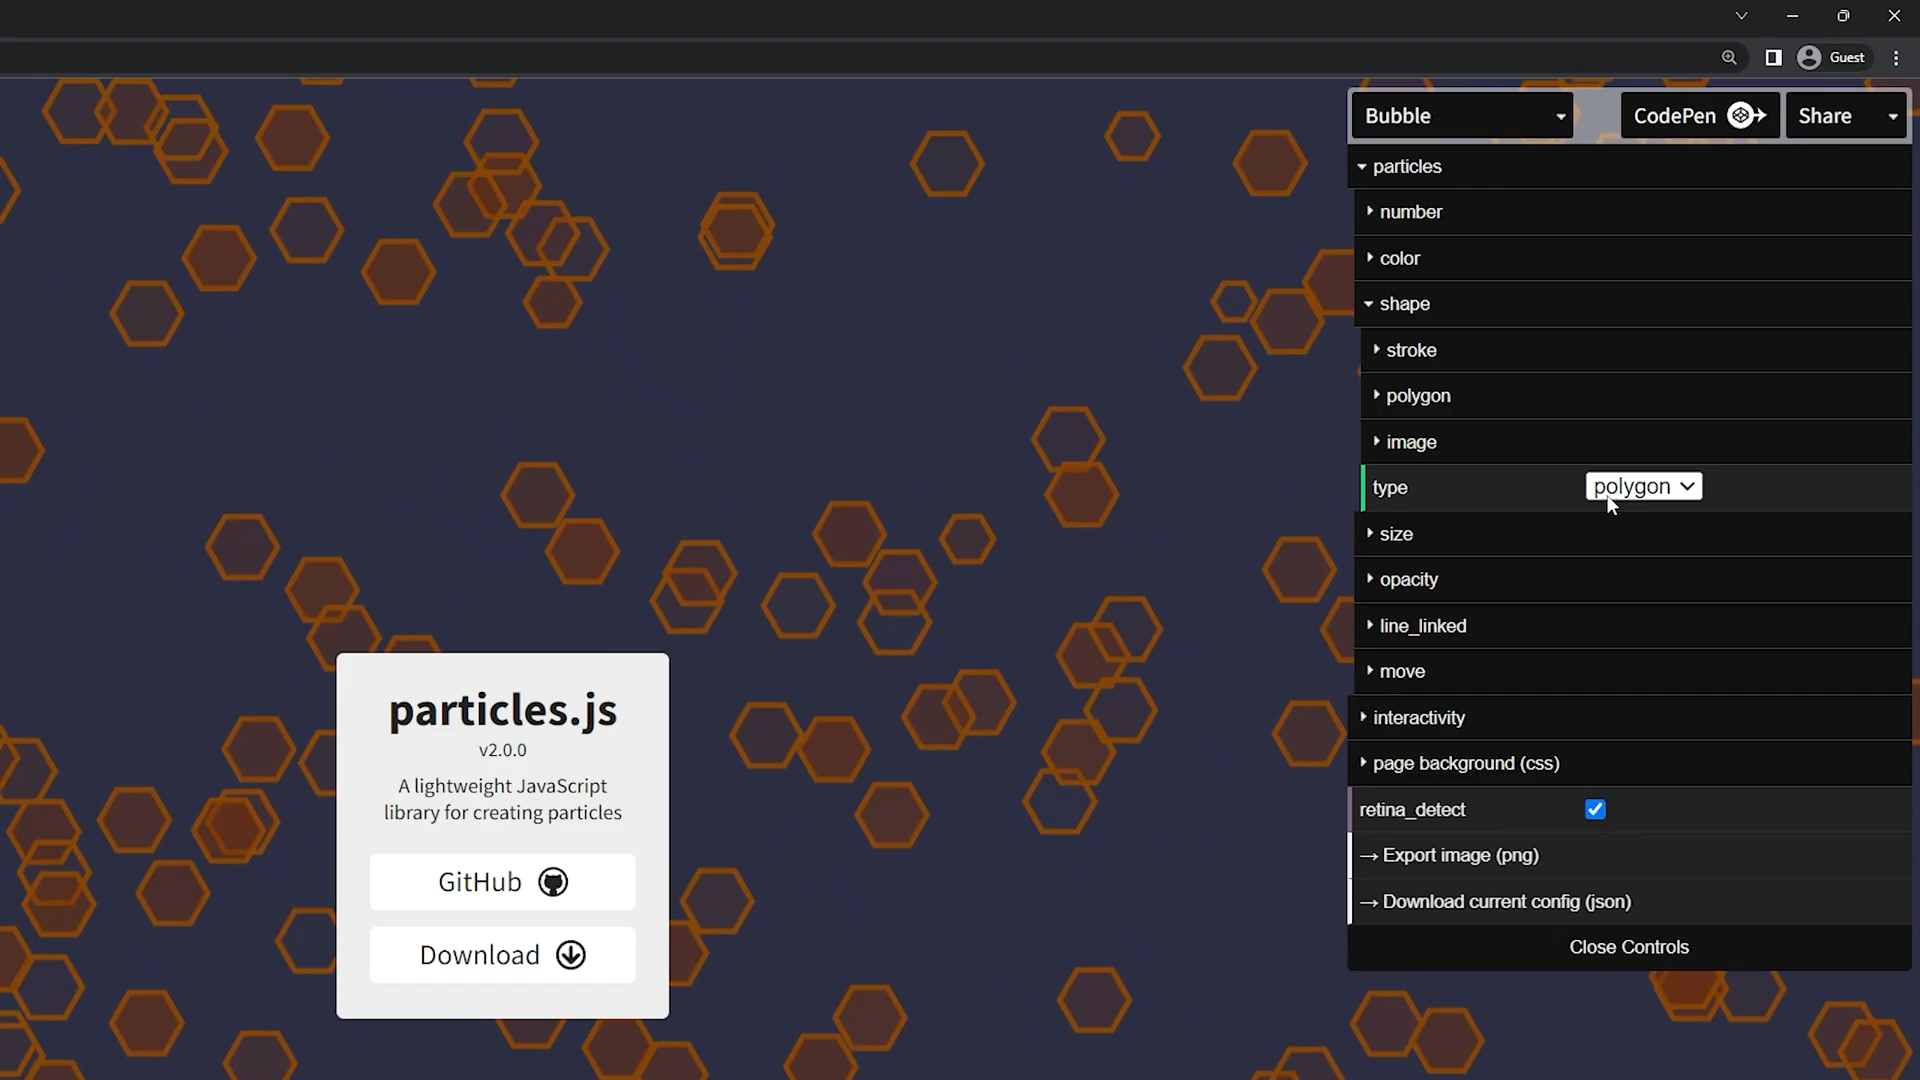 Guest
Bubble
CodePen
Share
particles
number
color
shape
stroke
polygon
image
type polygon
size
opacity
line_linked
move
interactivity
page background (css)
retina_detect
→ Export image (png)
→ Download current config (json)
Close Controls
particles.js
v2.0.0
A lightweight JavaScript
library for creating particles
GitHub
Download